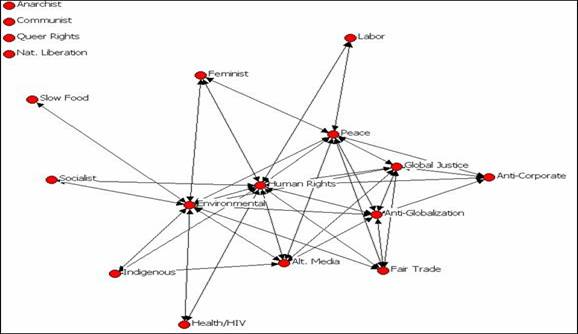 Anarchist
Communist
Queer Rights
Nat. Liberation
Labor
Feminist
Slow Food
Peace
Global Justice
Anti-Corporate
Socialist
Human Rights
Environmental
Anti-Globalization
Alt. Media
Fair Trade
Indigenous
Health/HIV